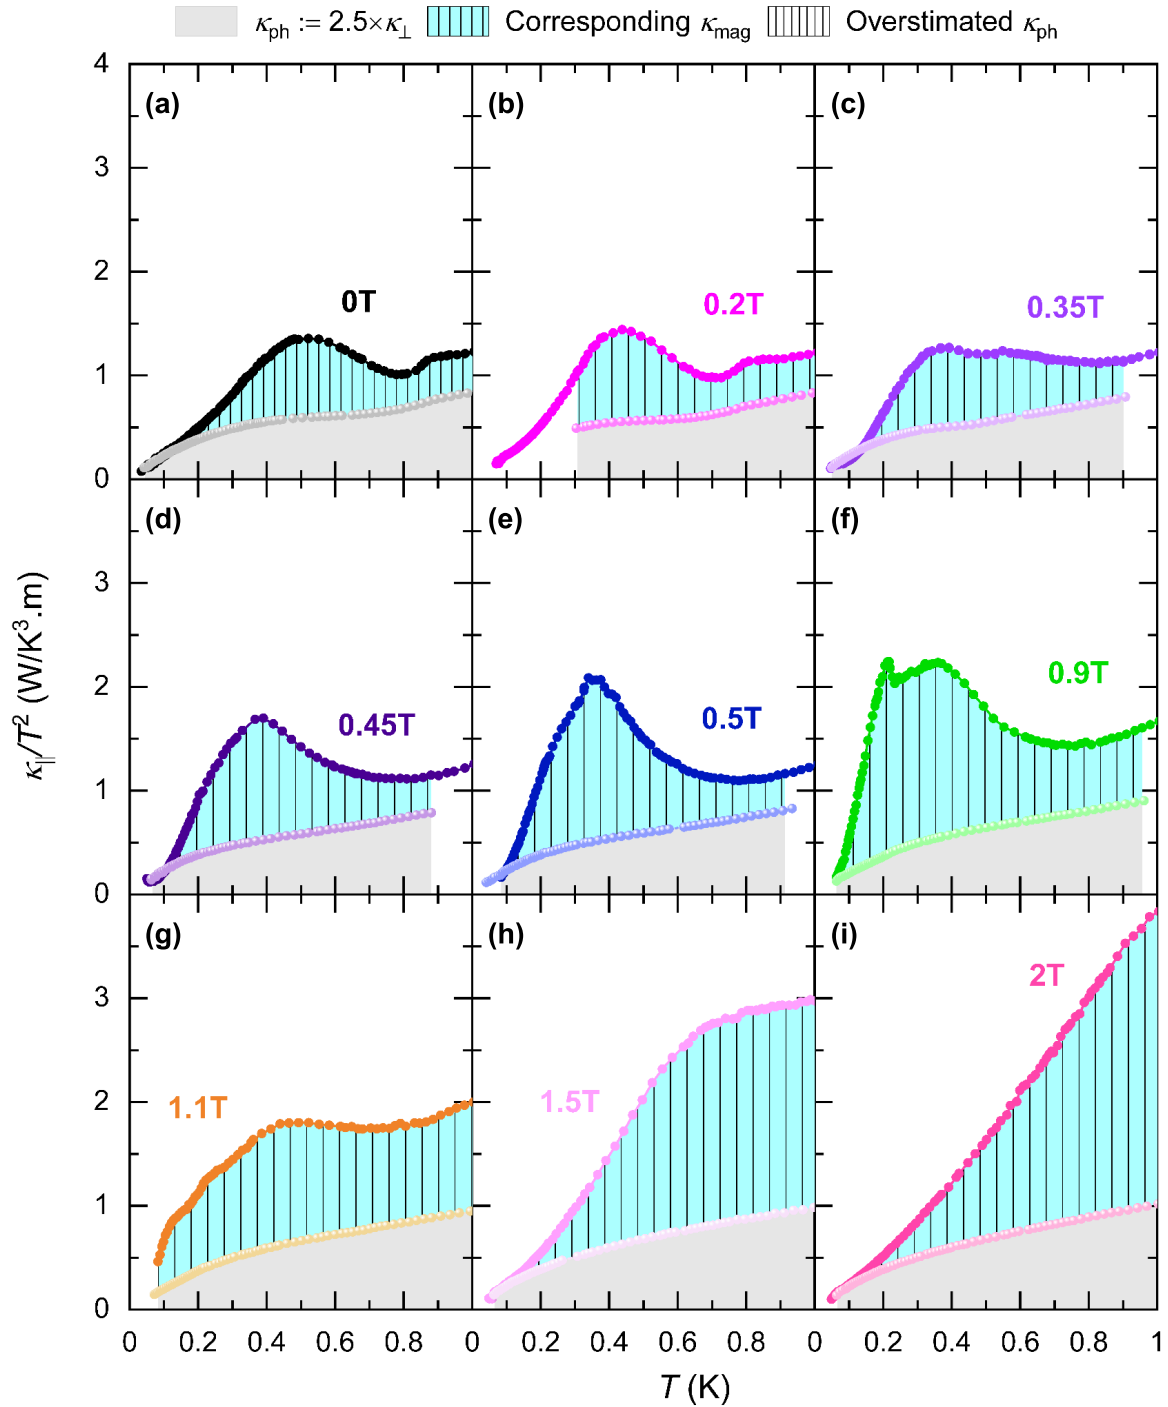 κph := 2.5×κ⊥ Corresponding κmag Overstimated κph
4 (a) (b) (c)
3
2 0T 0.2T 0.35T
1
0
(d) (e) (f)
3
2 0.45T 0.5T 0.9T
1
0
(g) (h) (i)
3 2T
2 1.1T 1.5T
1
0
0 0.2 0.4 0.6 0.8 0 0.2 0.4 0.6 0.8 0 0.2 0.4 0.6 0.8 1
κ||/T² (W/K³.m)
T (K)